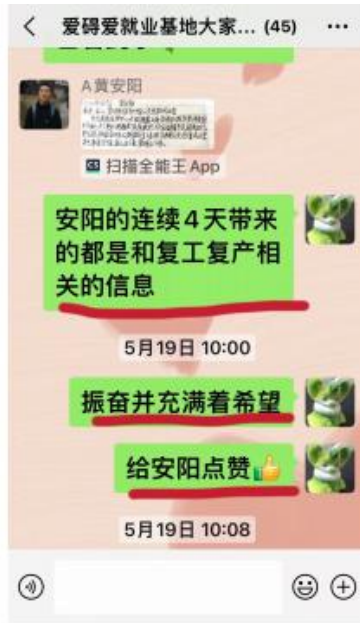 爱碍爱就业基地大家... (45)
A黄安阳
扫描全能王 App
安阳的连续4天带来
的都是和复工复产相
关的信息
5月19日 10:00
振奋并充满着希望
给安阳点赞👍
5月19日 10:08